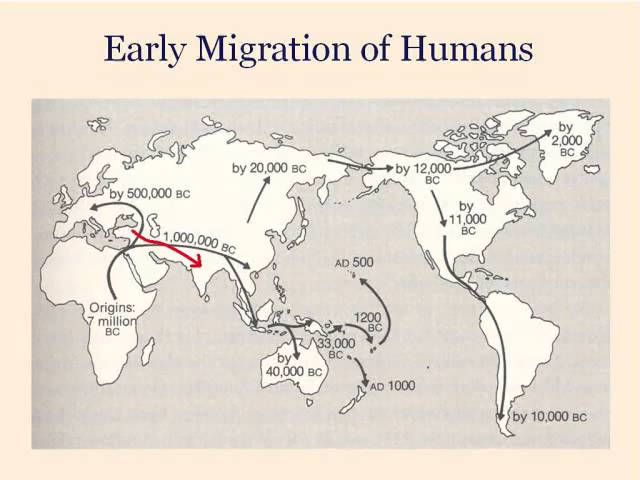 Early Migration of Humans
by
2,000
BC
by 20,000 BC
by 12,000
BC
by 500,000 BC
by
11,000
BC
1,000,000 BC
AD 500
Origins:
7 million
BC
1200
BC
33,000
BC
by
40,000 BC
AD 1000
by 10,000 BC